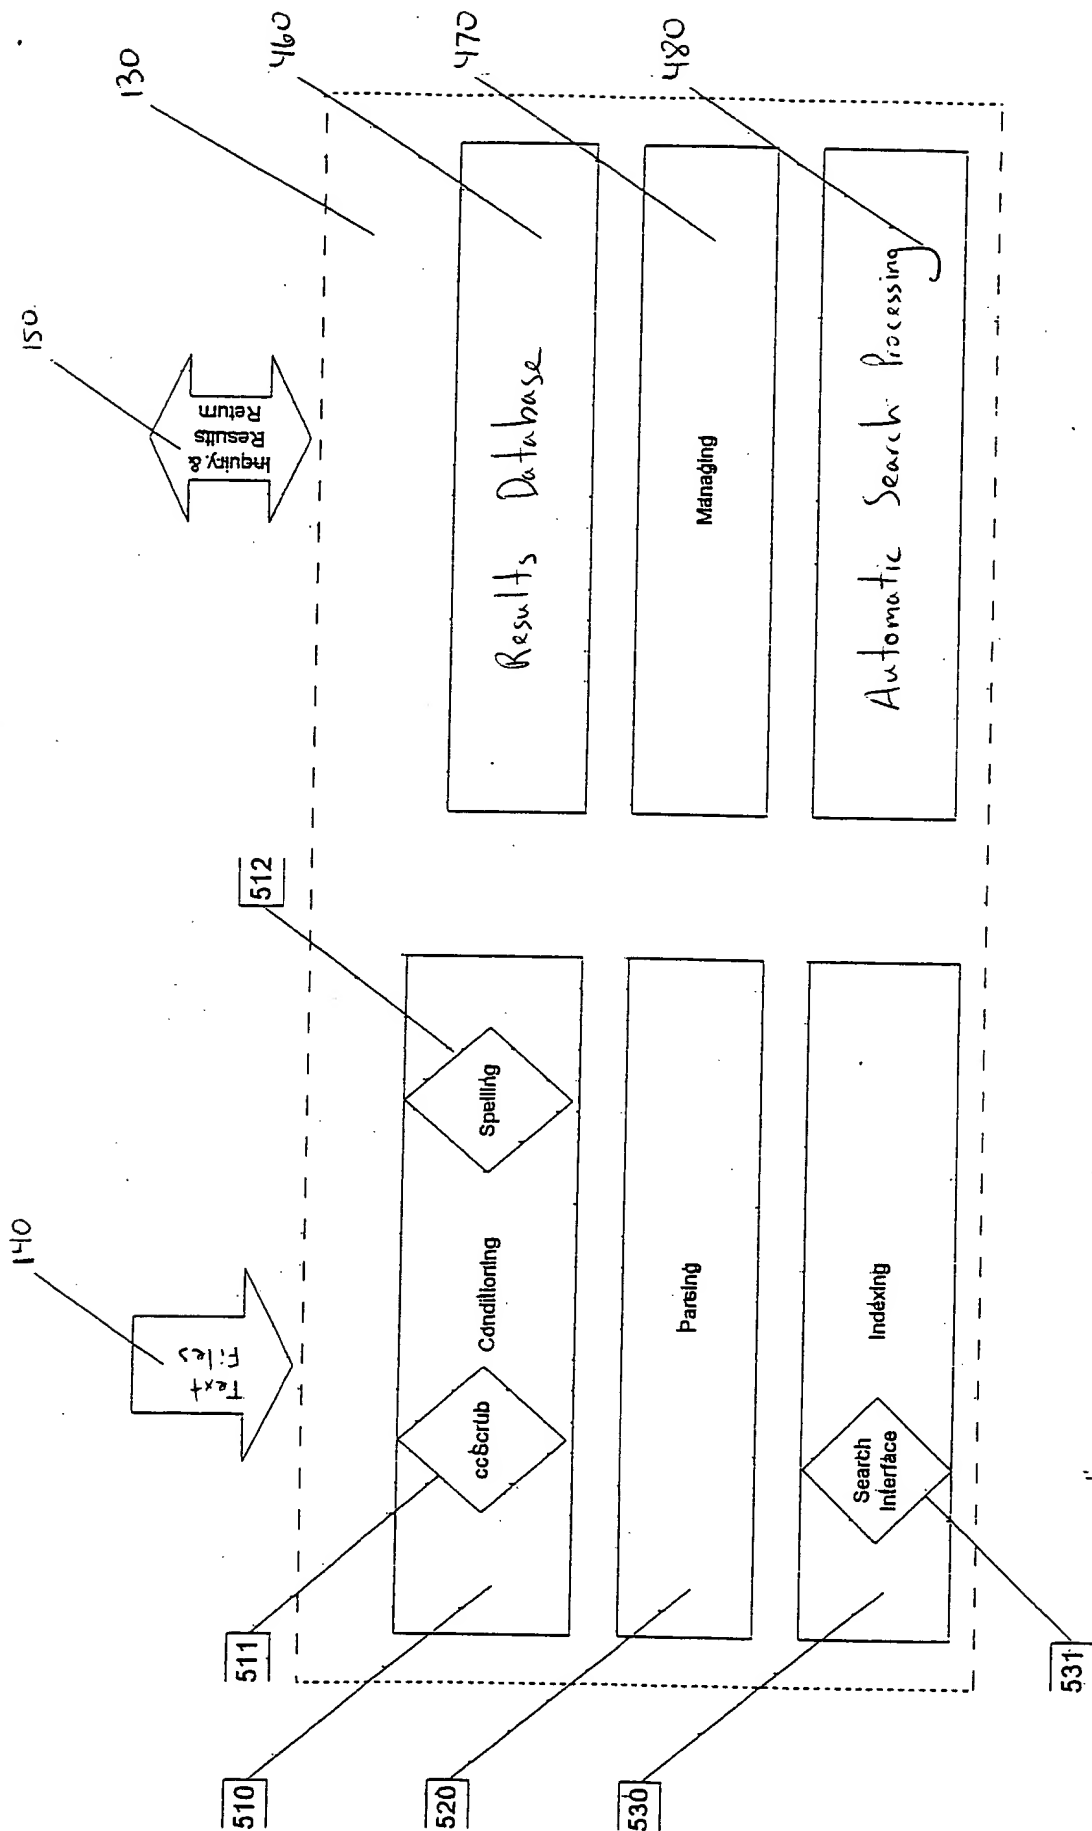 140
150
130
Text
Files
Inquiry &
Results
Return
460
470
480
512
511
510
520
530
531
ccScrub
Conditioning
Spelling
Results Database
Parsing
Managing
Search
Interface
Indexing
Automatic Search Processing